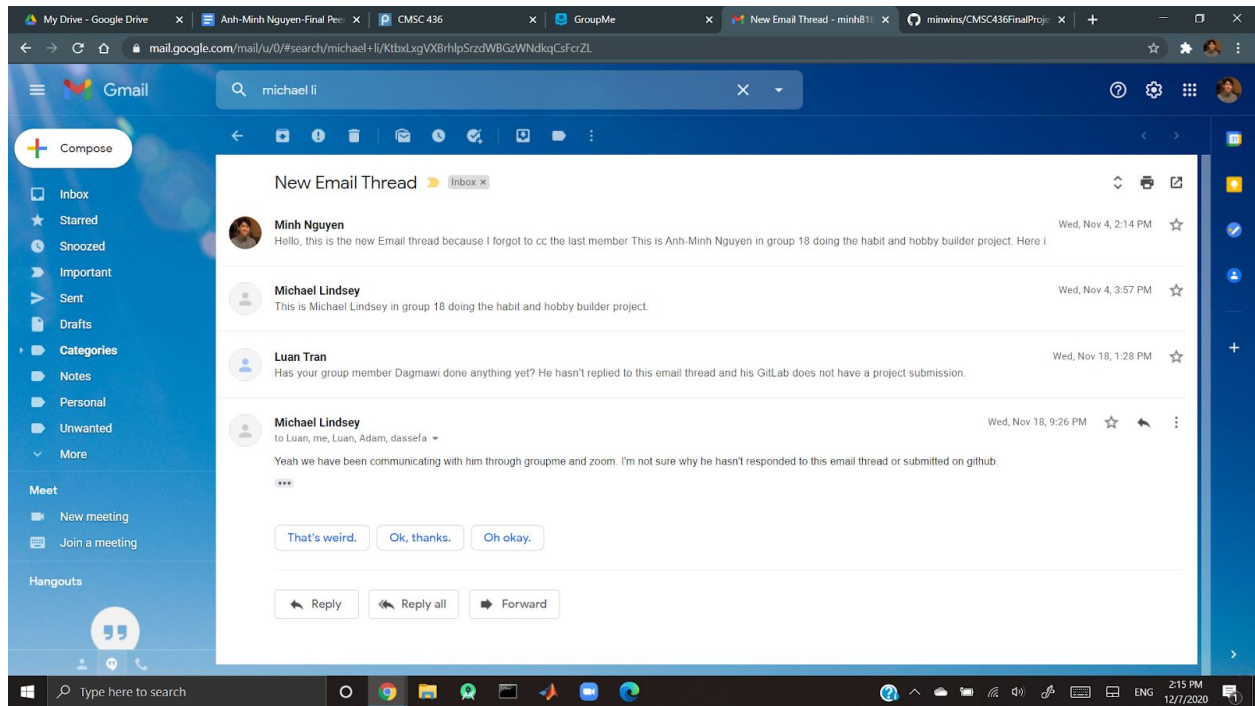 My Drive - Google Drive
Anh-Minh Nguyen-Final Peer
CMSC 436
GroupMe
New Email Thread - minh818
minwins/CMSC436FinalProje
mail.google.com/mail/u/0/#search/michael+li/KtbxLxgVXBrhlpSrzdWBGzWNdkqCsFcrZL
Gmail
michael li
Compose
Inbox
Starred
Snoozed
Important
Sent
Drafts
Categories
Notes
Personal
Unwanted
More
Meet
New meeting
Join a meeting
Hangouts
New Email Thread
Inbox x
Minh Nguyen
Wed, Nov 4, 2:14 PM
Hello, this is the new Email thread because I forgot to cc the last member This is Anh-Minh Nguyen in group 18 doing the habit and hobby builder project. Here i
Michael Lindsey
Wed, Nov 4, 3:57 PM
This is Michael Lindsey in group 18 doing the habit and hobby builder project.
Luan Tran
Wed, Nov 18, 1:28 PM
Has your group member Dagmawi done anything yet? He hasn't replied to this email thread and his GitLab does not have a project submission.
Michael Lindsey
Wed, Nov 18, 9:26 PM
to Luan, me, Luan, Adam, dassefa
Yeah we have been communicating with him through groupme and zoom. I'm not sure why he hasn't responded to this email thread or submitted on github.
That's weird.
Ok, thanks.
Oh okay.
Reply
Reply all
Forward
Type here to search
ENG
2:15 PM
12/7/2020